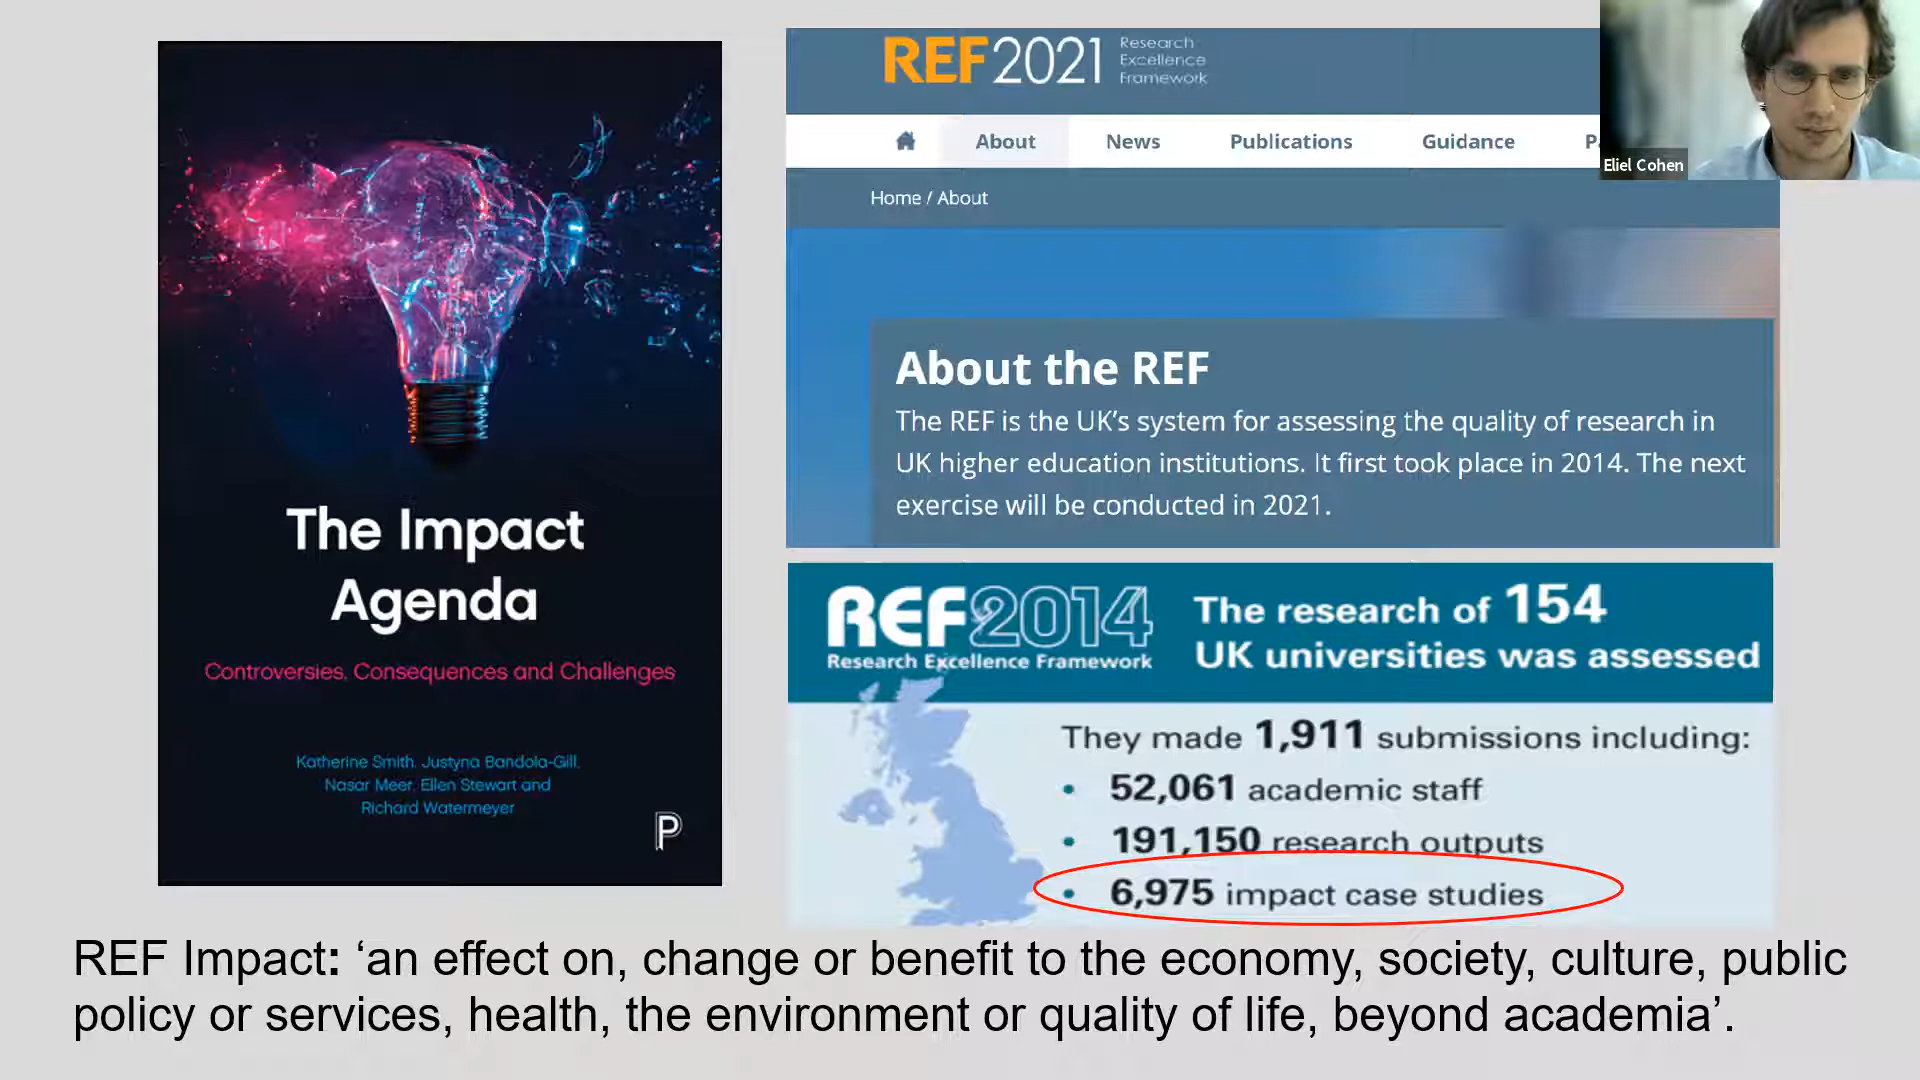 The Impact
Agenda
Controversies, Consequences and Challenges
Katherine Smith, Justyna Bandola-Gill,
Nasar Meer, Ellen Stewart and
Richard Watermeyer
P
REF2021 Research
Excellence
Framework
About News Publications Guidance P
Home / About
About the REF
The REF is the UK’s system for assessing the quality of research in
UK higher education institutions. It first took place in 2014. The next
exercise will be conducted in 2021.
Eliel Cohen
REF2014
Research Excellence Framework
The research of 154
UK universities was assessed
They made 1,911 submissions including:
• 52,061 academic staff
• 191,150 research outputs
• 6,975 impact case studies
REF Impact: ‘an effect on, change or benefit to the economy, society, culture, public
policy or services, health, the environment or quality of life, beyond academia’.